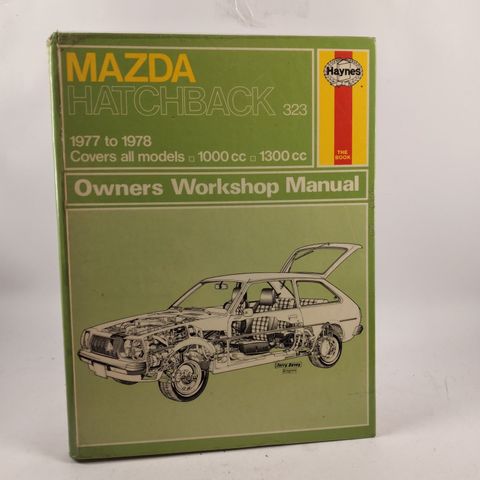 MAZDA
HATCHBACK 323
Haynes
THE
BOOK
1977 to 1978
Covers all models ▫ 1000 cc ▫ 1300 cc
Owners Workshop Manual